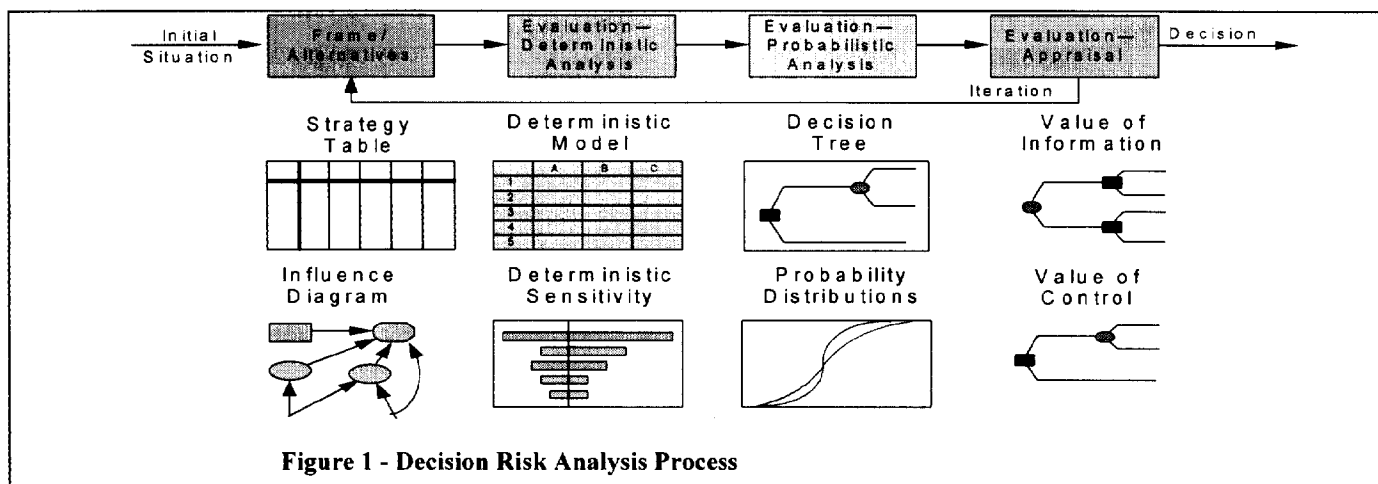 Initial
Situation
Frame/
Alternatives
Evaluation—
Deterministic
Analysis
Evaluation—
Probabilistic
Analysis
Evaluation—
Appraisal
Decision
Iteration
Strategy
Table
Deterministic
Model
A B C
1
2
3
4
5
Decision
Tree
Value of
Information
Influence
Diagram
Deterministic
Sensitivity
Probability
Distributions
Value of
Control
Figure 1 - Decision Risk Analysis Process